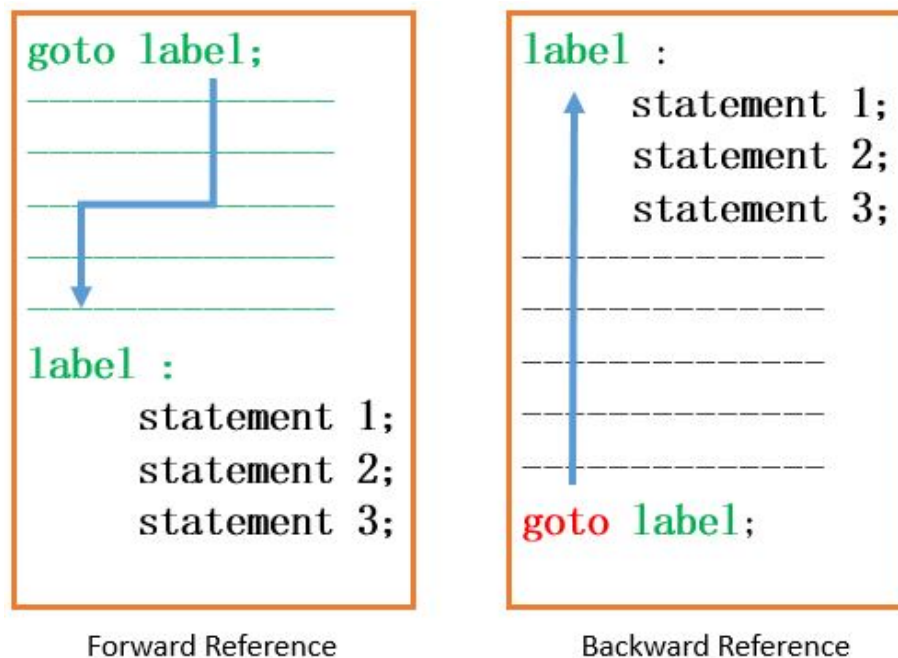 goto label;
label :
statement 1;
statement 2;
statement 3;
Forward Reference
label :
statement 1;
statement 2;
statement 3;
goto label;
Backward Reference